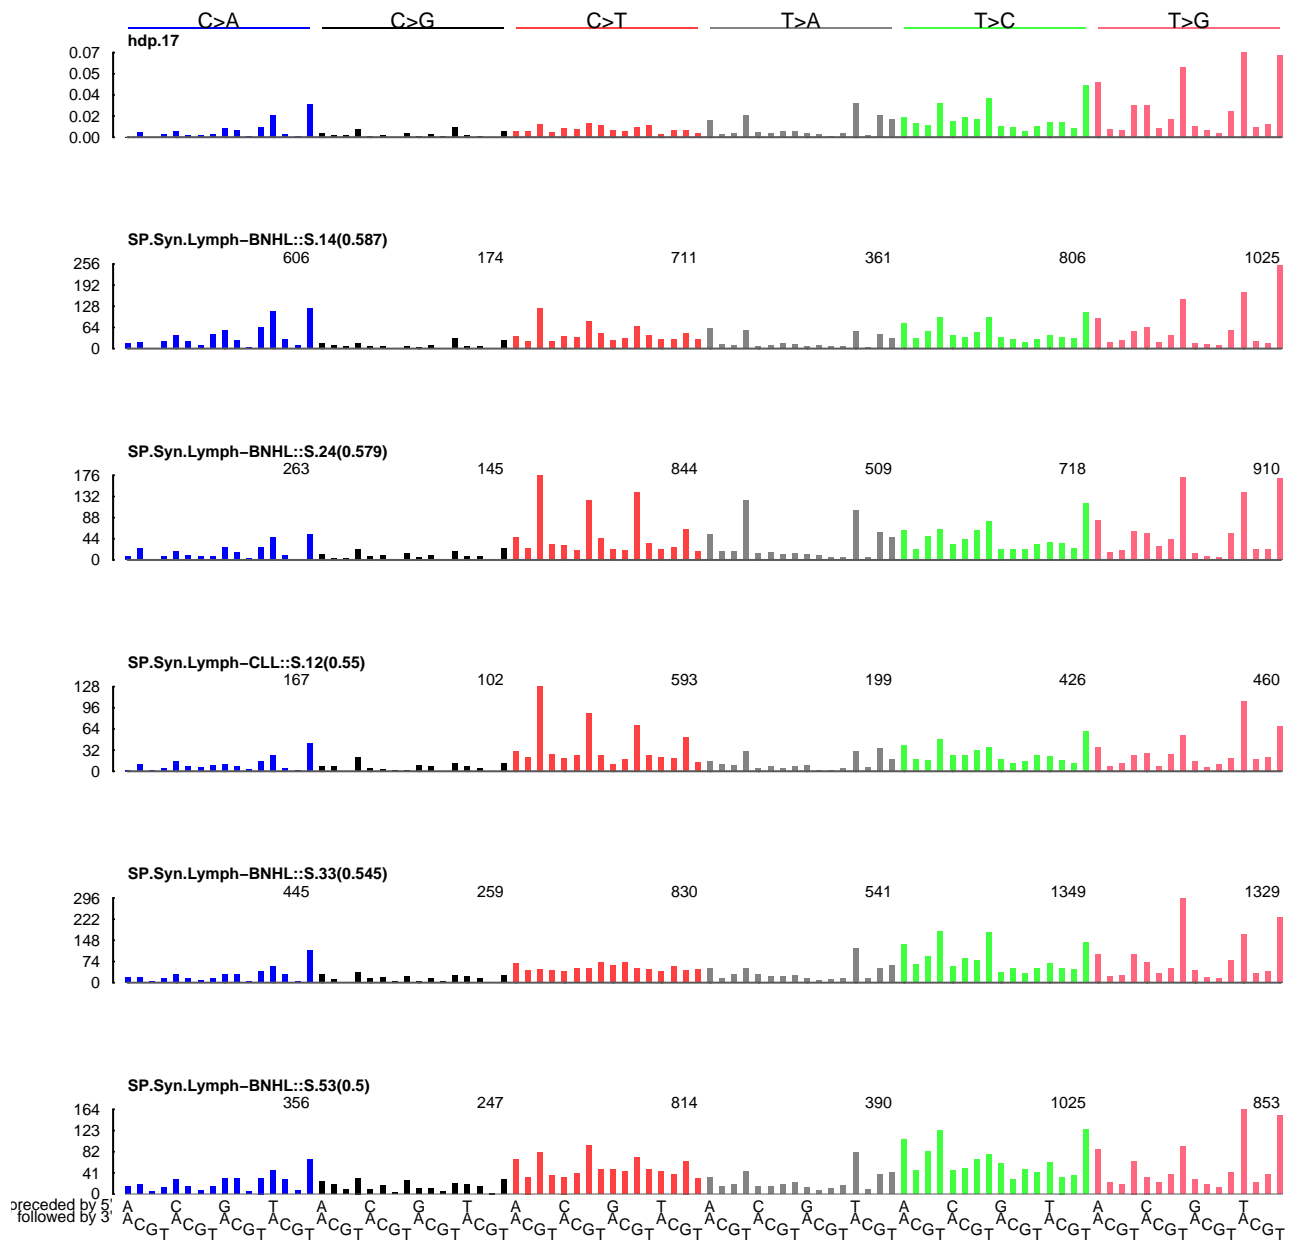 C>A C>G C>T T>A T>C T>G
hdp.17
0.07
0.05
0.04
0.02
0.00
SP.Syn.Lymph−BNHL::S.14(0.587)
606 174 711 361 806 1025
256
192
128
64
0
SP.Syn.Lymph−BNHL::S.24(0.579)
263 145 844 509 718 910
176
132
88
44
0
SP.Syn.Lymph−CLL::S.12(0.55)
167 102 593 199 426 460
128
96
64
32
0
SP.Syn.Lymph−BNHL::S.33(0.545)
445 259 830 541 1349 1329
296
222
148
74
0
SP.Syn.Lymph−BNHL::S.53(0.5)
356 247 814 390 1025 853
164
123
82
41
0
preceded by 5' A C G T A C G T A C G T A C G T A C G T A C G T
followed by 3' A C G T A C G T A C G T A C G T A C G T A C G T A C G T A C G T A C G T A C G T A C G T A C G T A C G T A C G T A C G T A C G T A C G T A C G T A C G T A C G T A C G T A C G T A C G T A C G T